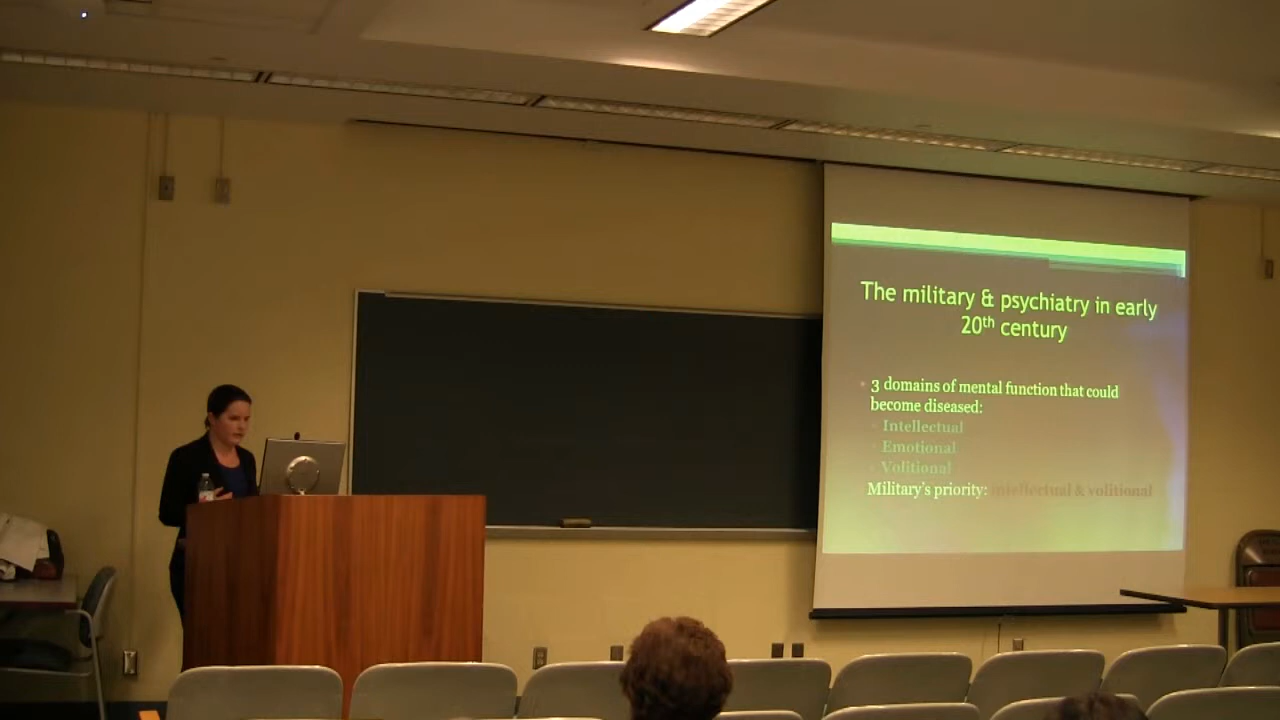 The military & psychiatry in early
20th century
3 domains of mental function that could
become diseased:
Intellectual
Emotional
Volitional
Military's priority: intellectual & volitional